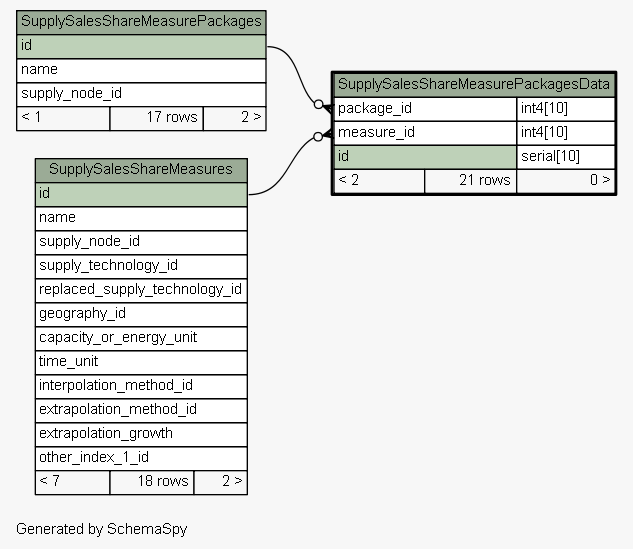 SupplySalesShareMeasurePackages
id
name
supply_node_id
< 1 17 rows 2 >
SupplySalesShareMeasurePackagesData
package_id int4[10]
measure_id int4[10]
id serial[10]
< 2 21 rows 0 >
SupplySalesShareMeasures
id
name
supply_node_id
supply_technology_id
replaced_supply_technology_id
geography_id
capacity_or_energy_unit
time_unit
interpolation_method_id
extrapolation_method_id
extrapolation_growth
other_index_1_id
< 7 18 rows 2 >
Generated by SchemaSpy